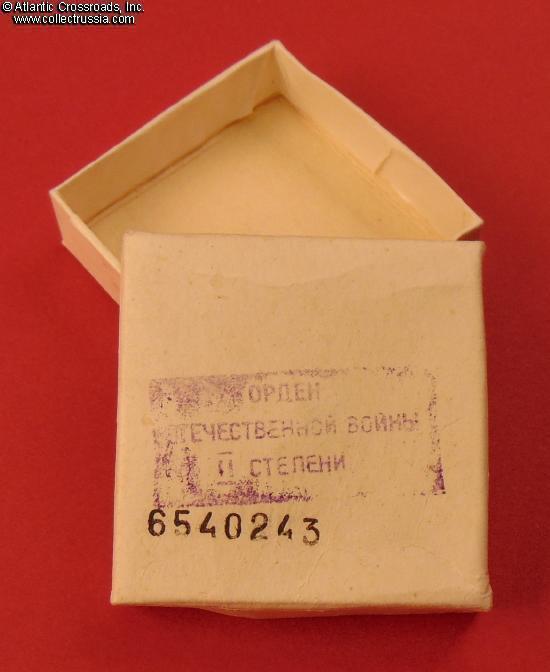 © Atlantic Crossroads, Inc.
www.collectrussia.com
ОРДЕН
ОТЕЧЕСТВЕННОЙ ВОЙНЫ
II СТЕПЕНИ
6540243